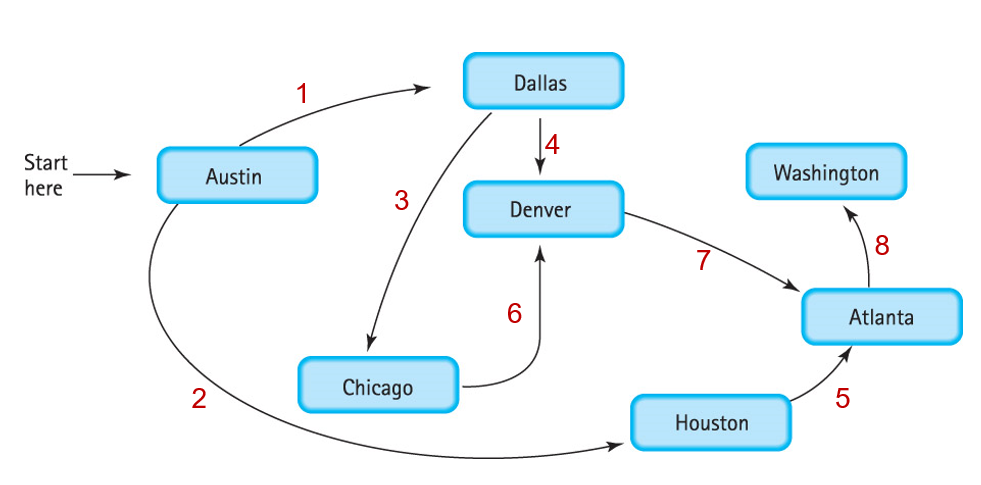 1
Dallas
Start
here
Austin
4
Washington
3
Denver
8
7
6
Atlanta
Chicago
2
5
Houston